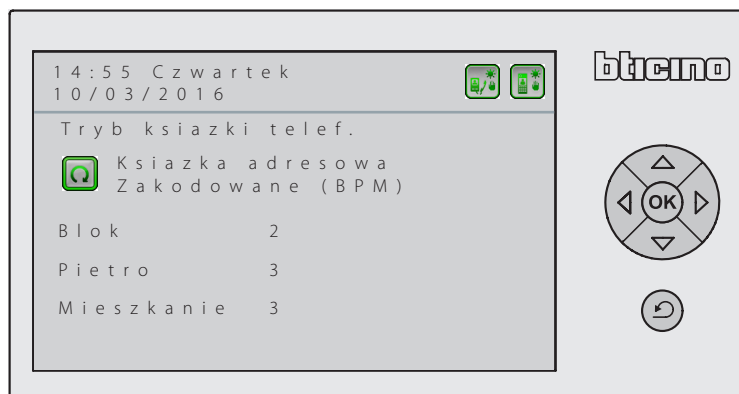 14:55 Czwartek
10/03/2016
bticino
Tryb ksiazki telef.
Ksiazka adresowa
Zakodowane (BPM)
Blok 2
Pietro 3
Mieszkanie 3
OK